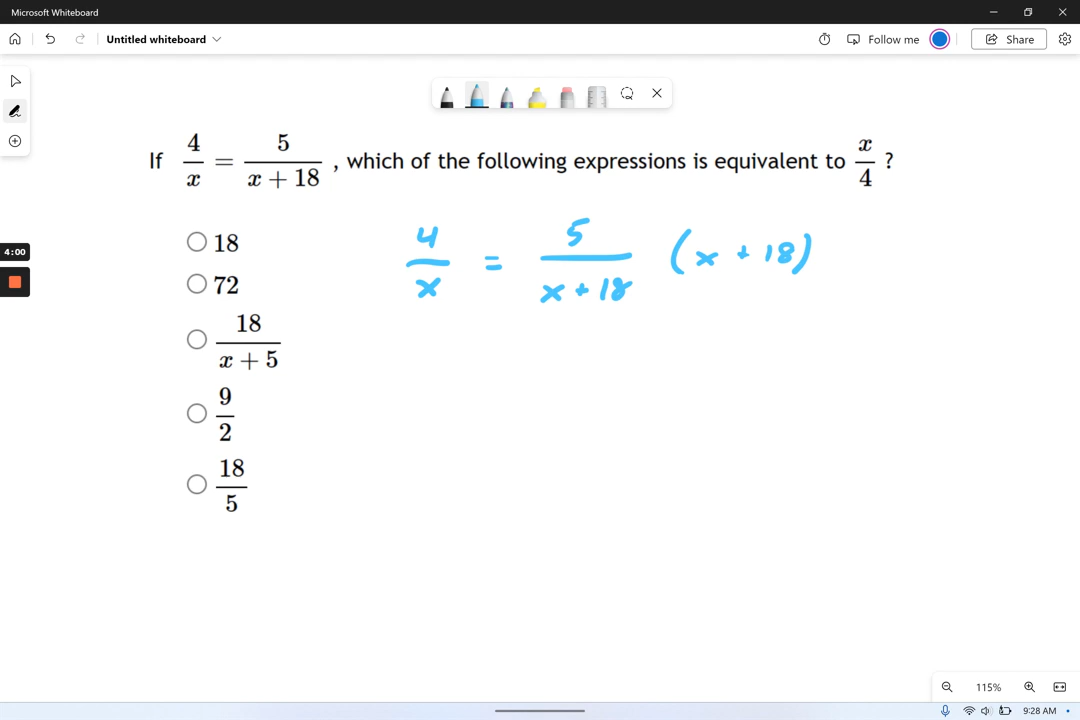 Microsoft Whiteboard
Untitled whiteboard
Follow me
Share
If 4/x = 5/(x + 18) , which of the following expressions is equivalent to x/4 ?
18
72
18/(x + 5)
9/2
18/5
4/x = 5/(x + 18) (x + 18)
4:00
115%
9:28 AM